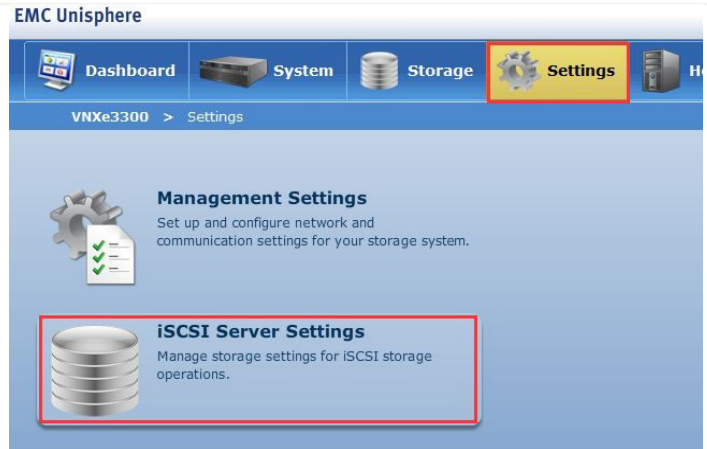 EMC Unisphere
Dashboard System Storage Settings
VNXe3300 > Settings
Management Settings
Set up and configure network and
communication settings for your storage system.
iSCSI Server Settings
Manage storage settings for iSCSI storage
operations.